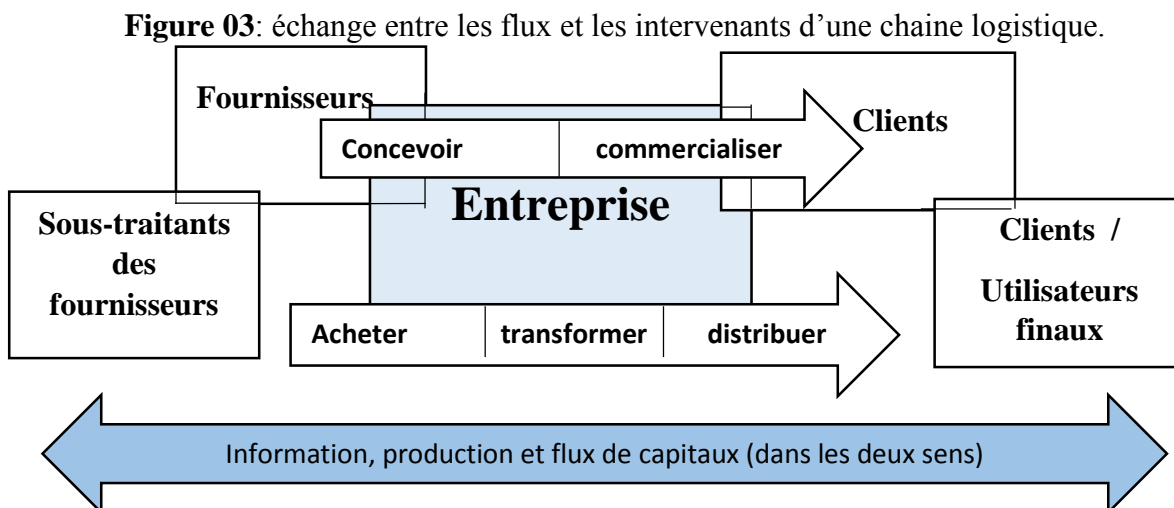 Figure 03: échange entre les flux et les intervenants d’une chaine logistique.
Fournisseurs
Clients
Concevoir commercialiser
Entreprise
Sous-traitants
des
fournisseurs
Clients /
Utilisateurs
finaux
Acheter transformer distribuer
Information, production et flux de capitaux (dans les deux sens)